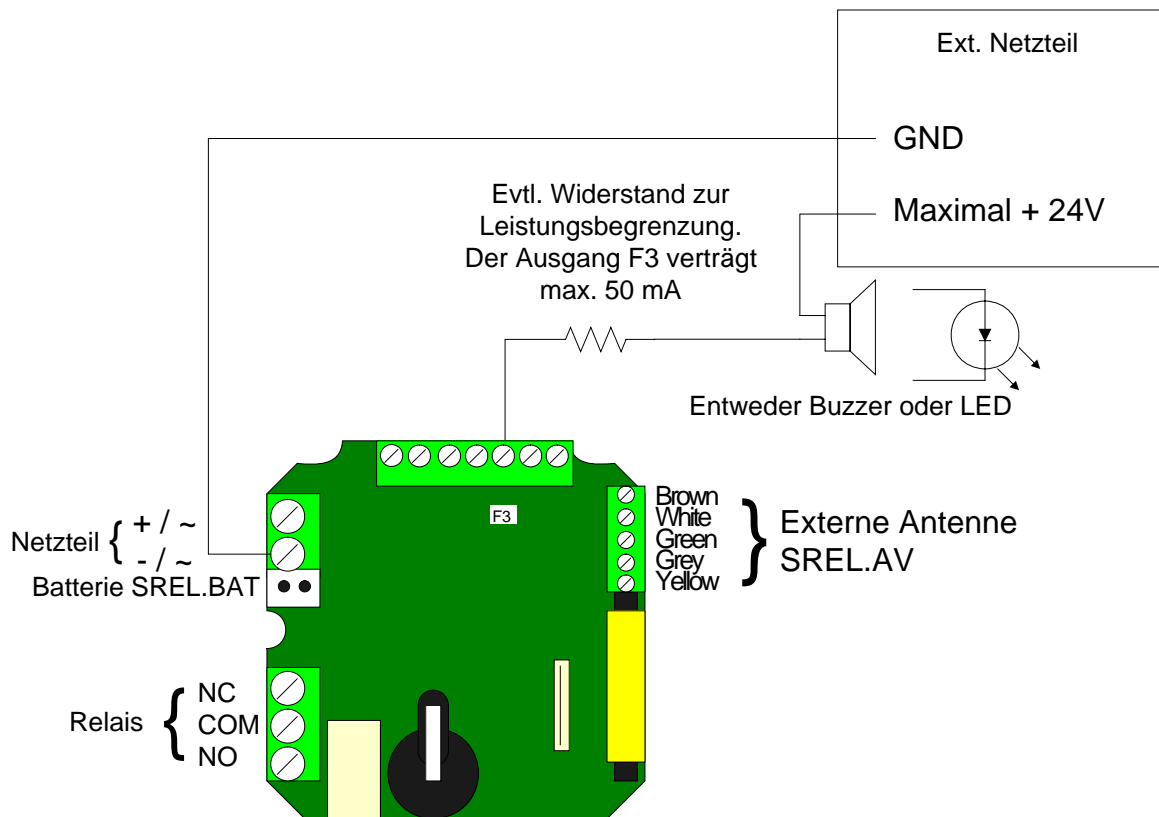 Ext. Netzteil
GND
Maximal + 24V
Evtl. Widerstand zur
Leistungsbegrenzung.
Der Ausgang F3 verträgt
max. 50 mA
Entweder Buzzer oder LED
F3
Netzteil { + / ~
- / ~
Batterie SREL.BAT
Brown
White
Green
Grey
Yellow
} Externe Antenne
SREL.AV
Relais { NC
COM
NO